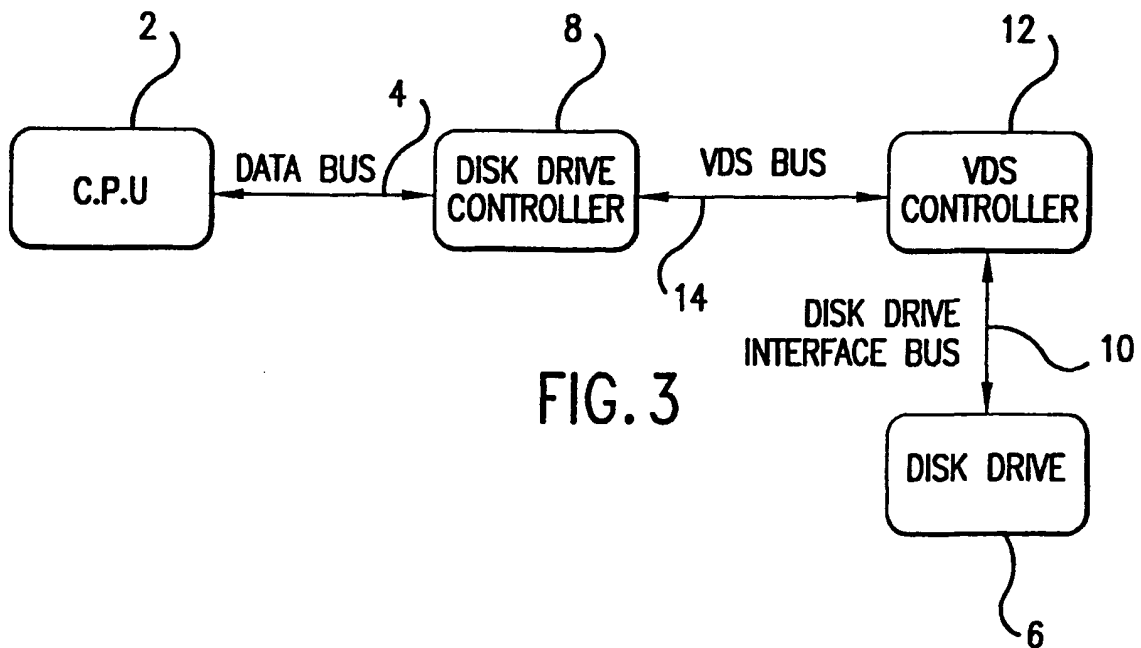 2
8
12
4
C.P.U
DATA BUS
DISK DRIVE
CONTROLLER
VDS BUS
VDS
CONTROLLER
14
DISK DRIVE
INTERFACE BUS
10
FIG. 3
DISK DRIVE
6